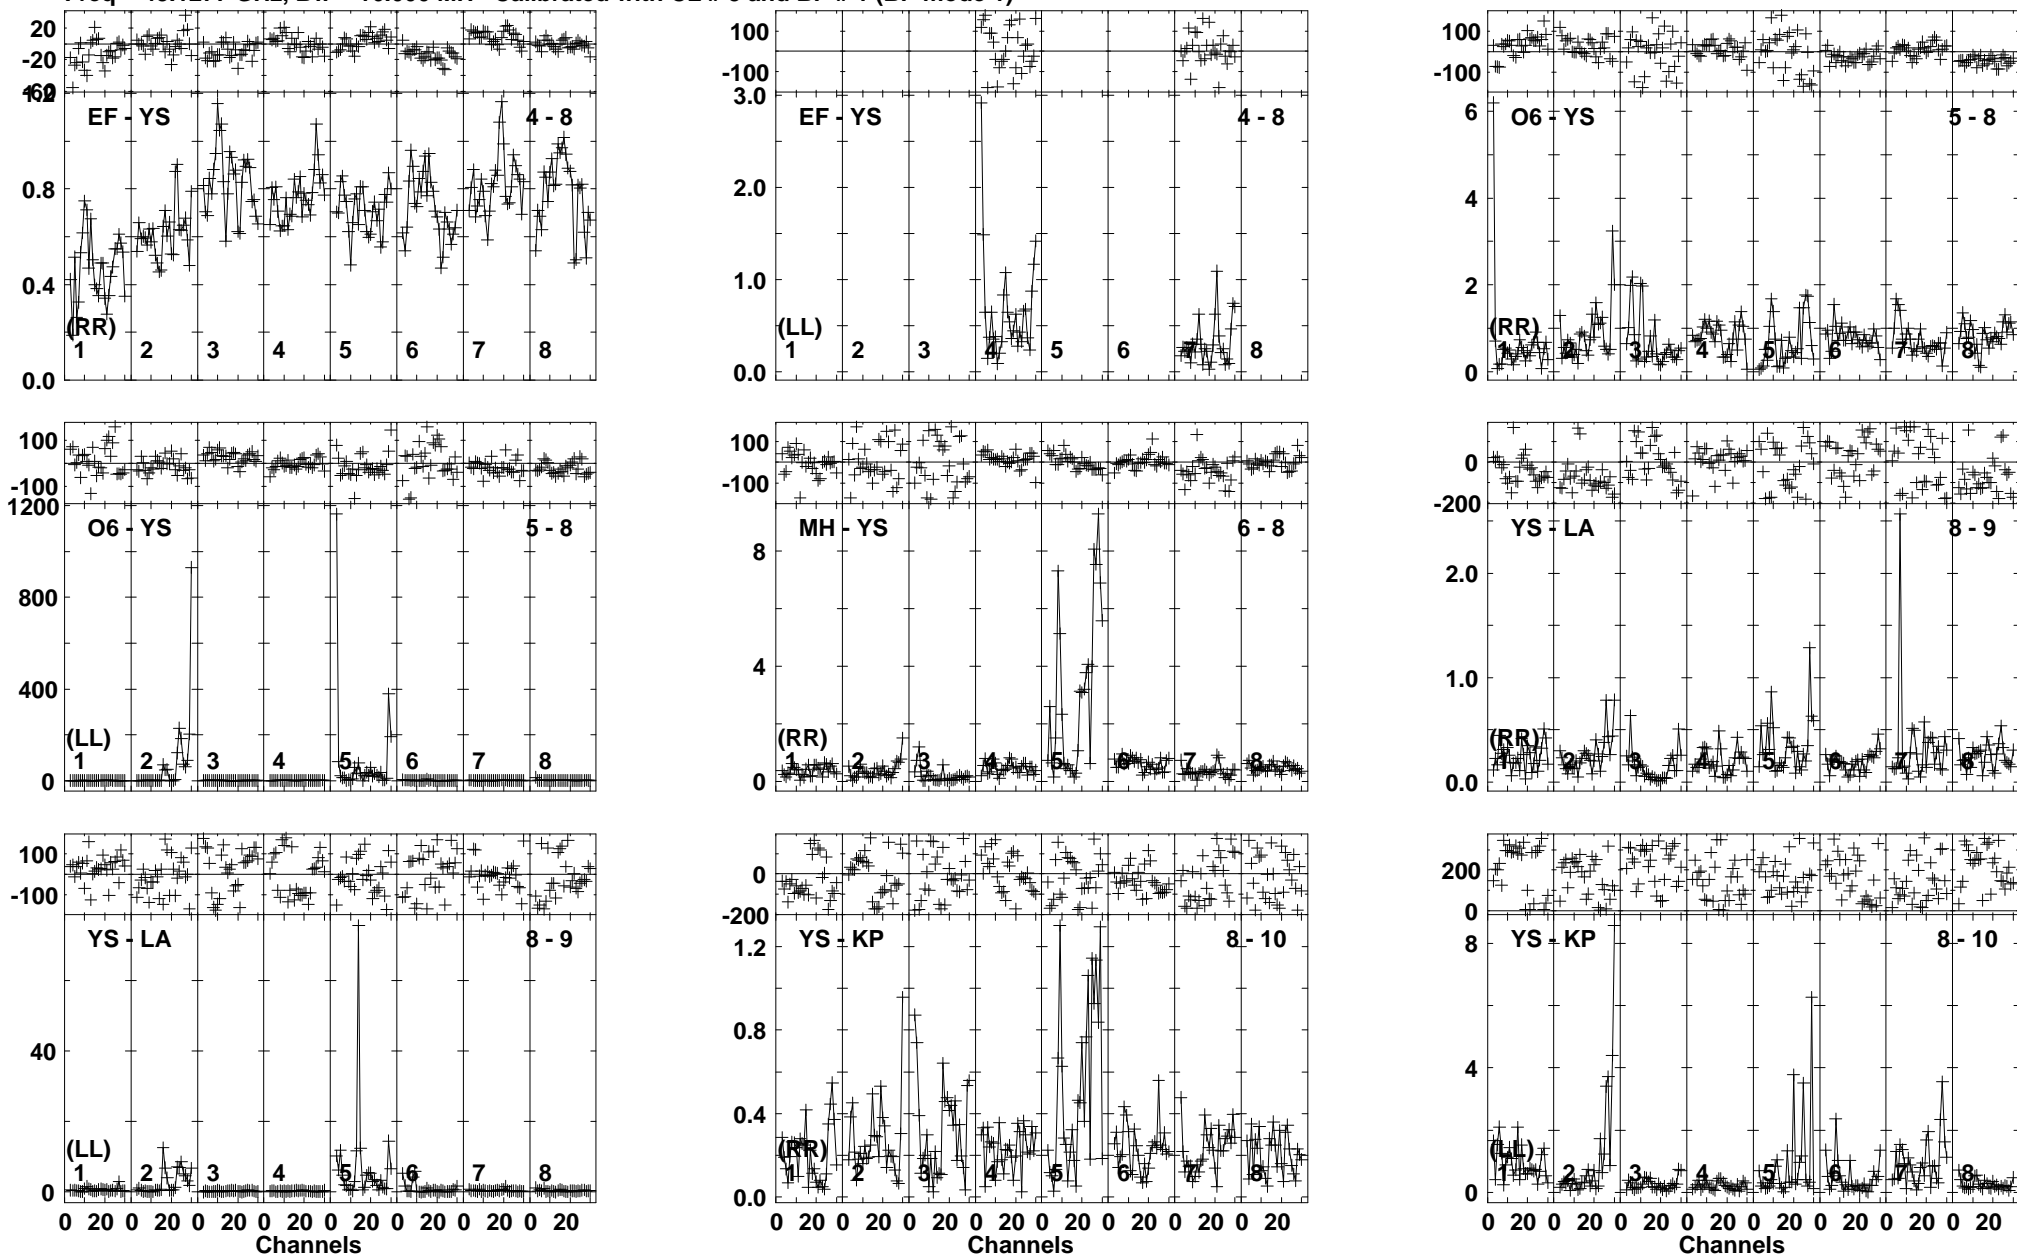 20 -20 -60
1.2 0.8 0.4 0.0
EF - YS 4 - 8
(RR)
1 2 3 4 5 6 7 8
100 -100
3.0 2.0 1.0 0.0
EF - YS 4 - 8
(LL)
1 2 3 4 5 6 7 8
100 -100
6 4 2 0
O6 - YS 5 - 8
(RR)
1 2 3 4 5 6 7 8
100 -100
1200 800 400 0
O6 - YS 5 - 8
(LL)
1 2 3 4 5 6 7 8
100 -100
8 4 0
MH - YS 6 - 8
(RR)
1 2 3 4 5 6 7 8
0 -200
2.0 1.0 0.0
YS - LA 8 - 9
(RR)
1 2 3 4 5 6 7 8
100 -100
40 0
YS - LA 8 - 9
(LL)
1 2 3 4 5 6 7 8
0 20 0 20 0 20 0 20 0 20 0 20 0 20 0 20
Channels
0 -200
1.2 0.8 0.4 0.0
YS - KP 8 - 10
(RR)
1 2 3 4 5 6 7 8
0 20 0 20 0 20 0 20 0 20 0 20 0 20 0 20
Channels
200 0
8 4 0
YS - KP 8 - 10
(LL)
1 2 3 4 5 6 7 8
0 20 0 20 0 20 0 20 0 20 0 20 0 20 0 20
Channels